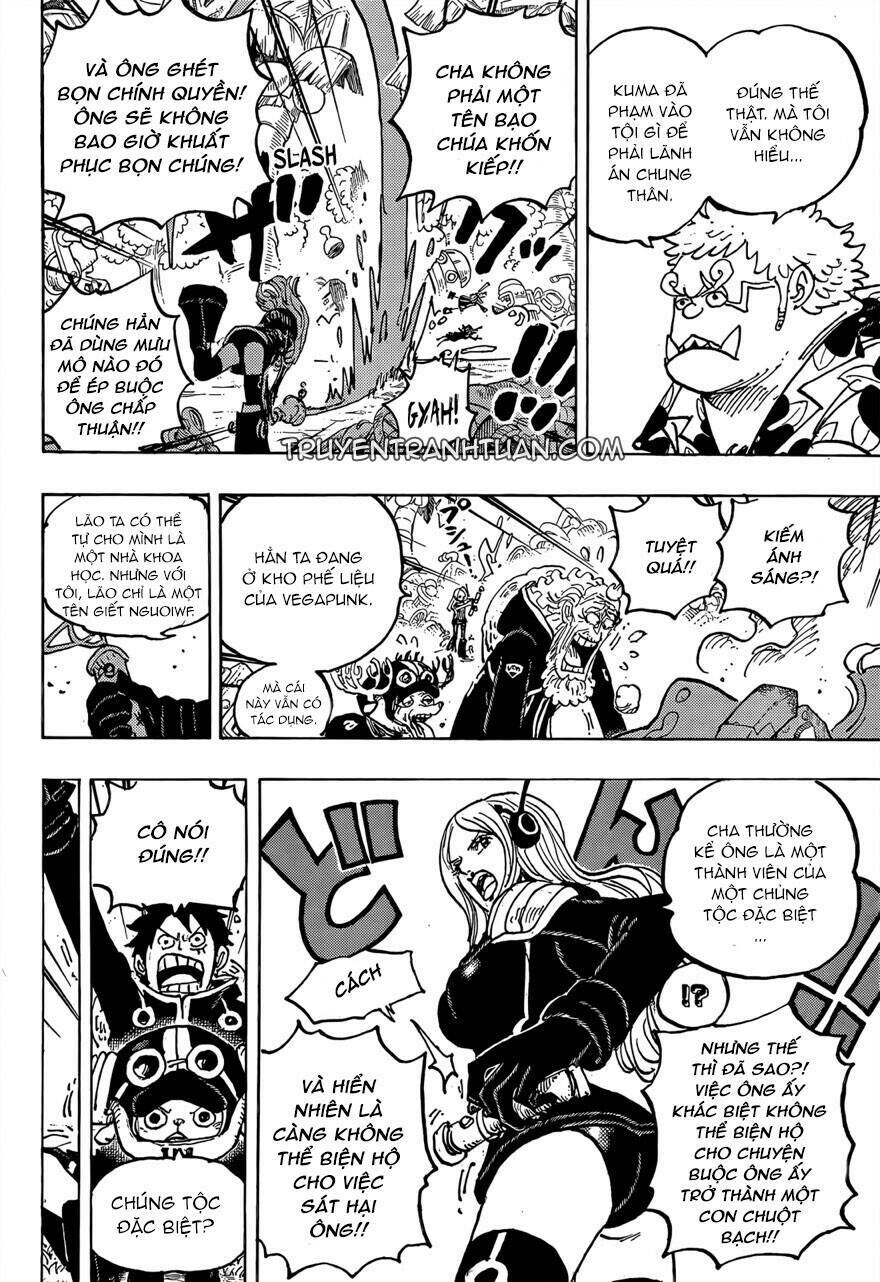 ĐÚNG THẾ
THẬT. MÀ TÔI
VẪN KHÔNG
HIỂU...
KUMA ĐÃ
PHẠM VÀO
TỘI GÌ ĐỂ
PHẢI LÃNH
ÁN CHUNG
THÂN.
CHA KHÔNG
PHẢI MỘT
TÊN BẠO
CHÚA KHỐN
KIẾP!!
VÀ ÔNG GHÉT
BỌN CHÍNH QUYỀN!
ÔNG SẼ KHÔNG
BAO GIỜ KHUẤT
PHỤC BỌN CHÚNG!
SLASH
CHÚNG HẲN
ĐÃ DÙNG MƯU
MÔ NÀO ĐÓ
ĐỂ ÉP BUỘC
ÔNG CHẤP
THUẬN!!
GYAH!
TRUYENTRANHTUAN.COM
KIẾM
ÁNH
SÁNG?!
TUYỆT
QUÁ!!
プシュー
HẮN TA ĐANG
Ở KHO PHẾ LIỆU
CỦA VEGAPUNK.
MÀ CÁI
NÀY VẪN CÓ
TÁC DỤNG.
LÃO TA CÓ THỂ
TỰ CHO MÌNH LÀ
MỘT NHÀ KHOA
HỌC. NHƯNG VỚI
TÔI, LÃO CHỈ LÀ MỘT
TÊN GIẾT NGUOIWF.
CHA THƯỜNG
KỂ ÔNG LÀ MỘT
THÀNH VIÊN CỦA
MỘT CHỦNG
TỘC ĐẶC BIỆT
...
!?
NHƯNG THẾ
THÌ ĐÃ SAO?!
VIỆC ÔNG ẤY
KHÁC BIỆT KHÔNG
THỂ BIỆN HỘ
CHO CHUYỆN
BUỘC ÔNG ẤY
TRỞ THÀNH MỘT
CON CHUỘT
BẠCH!!
どん!!
CÁCH
VÀ HIỂN
NHIÊN LÀ
CÀNG KHÔNG
THỂ BIỆN HỘ
CHO VIỆC
SÁT HẠI
ÔNG!!
CÔ NÓI
ĐÚNG!!
CHỦNG TỘC
ĐẶC BIỆT?